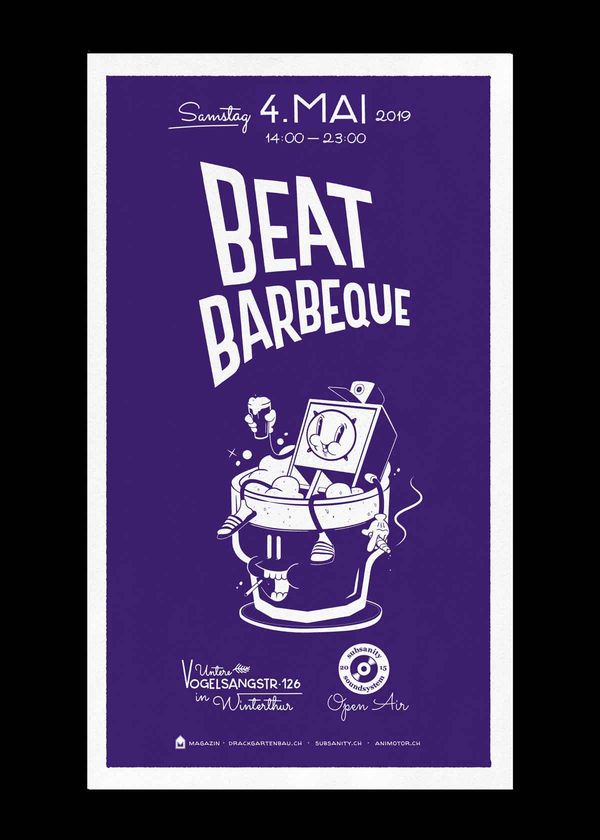 Samstag 4. MAI 2019
14:00 — 23:00
BEAT
BARBEQUE
Untere
VOGELSANGSTR·126
in Winterthur
subsanity
20 15
soundsystem
Open Air
MAGAZIN · DRACKGARTENBAU.CH · SUBSANITY.CH · ANIMOTOR.CH